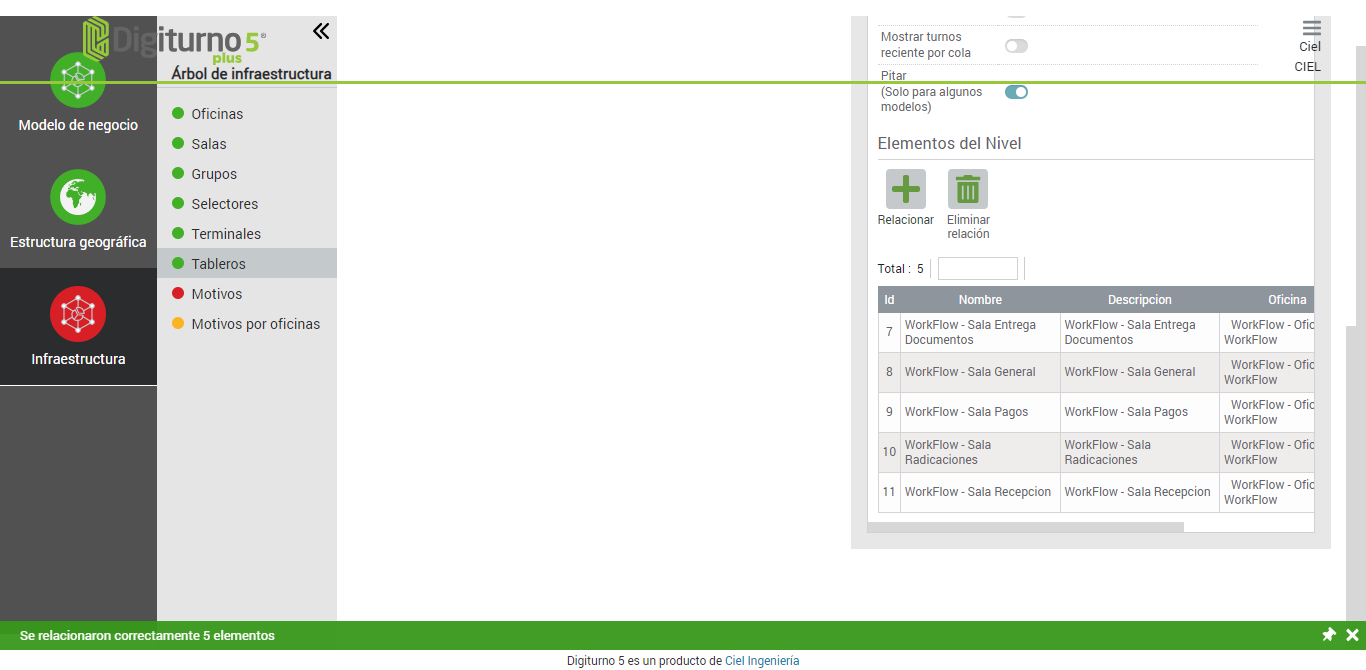 Digiturno 5®
plus
Árbol de infraestructura
Modelo de negocio
Estructura geográfica
Infraestructura
Oficinas
Salas
Grupos
Selectores
Terminales
Tableros
Motivos
Motivos por oficinas
Mostrar turnos
reciente por cola
Pitar
(Solo para algunos
modelos)
Ciel
CIEL
Elementos del Nivel
Relacionar
Eliminar
relación
Total : 5
Id Nombre Descripcion Oficina
7 WorkFlow - Sala Entrega Documentos WorkFlow - Sala Entrega Documentos WorkFlow - Ofic WorkFlow
8 WorkFlow - Sala General WorkFlow - Sala General WorkFlow - Ofic WorkFlow
9 WorkFlow - Sala Pagos WorkFlow - Sala Pagos WorkFlow - Ofic WorkFlow
10 WorkFlow - Sala Radicaciones WorkFlow - Sala Radicaciones WorkFlow - Ofic WorkFlow
11 WorkFlow - Sala Recepcion WorkFlow - Sala Recepcion WorkFlow - Ofic WorkFlow
Se relacionaron correctamente 5 elementos
Digiturno 5 es un producto de Ciel Ingeniería